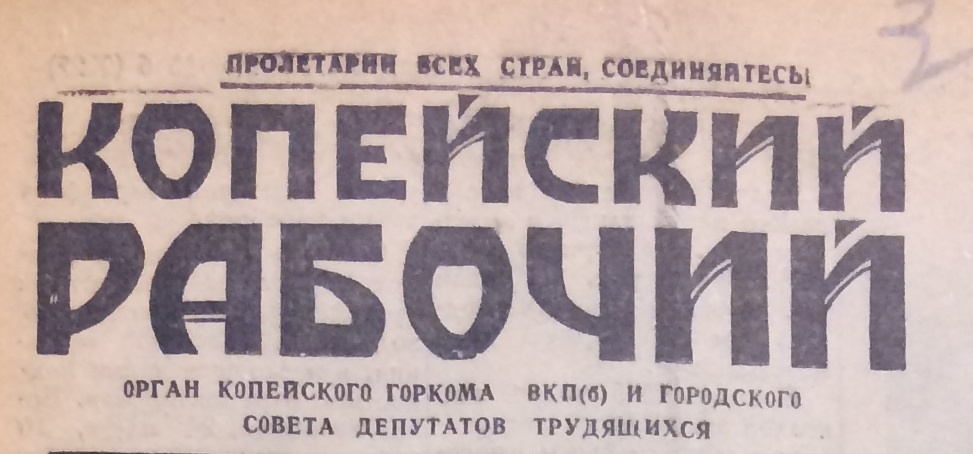 ПРОЛЕТАРИИ ВСЕХ СТРАН, СОЕДИНЯЙТЕСЬ!
КОПЕЙСКИЙ
РАБОЧИЙ
ОРГАН КОПЕЙСКОГО ГОРКОМА ВКП(б) И ГОРОДСКОГО
СОВЕТА ДЕПУТАТОВ ТРУДЯЩИХСЯ